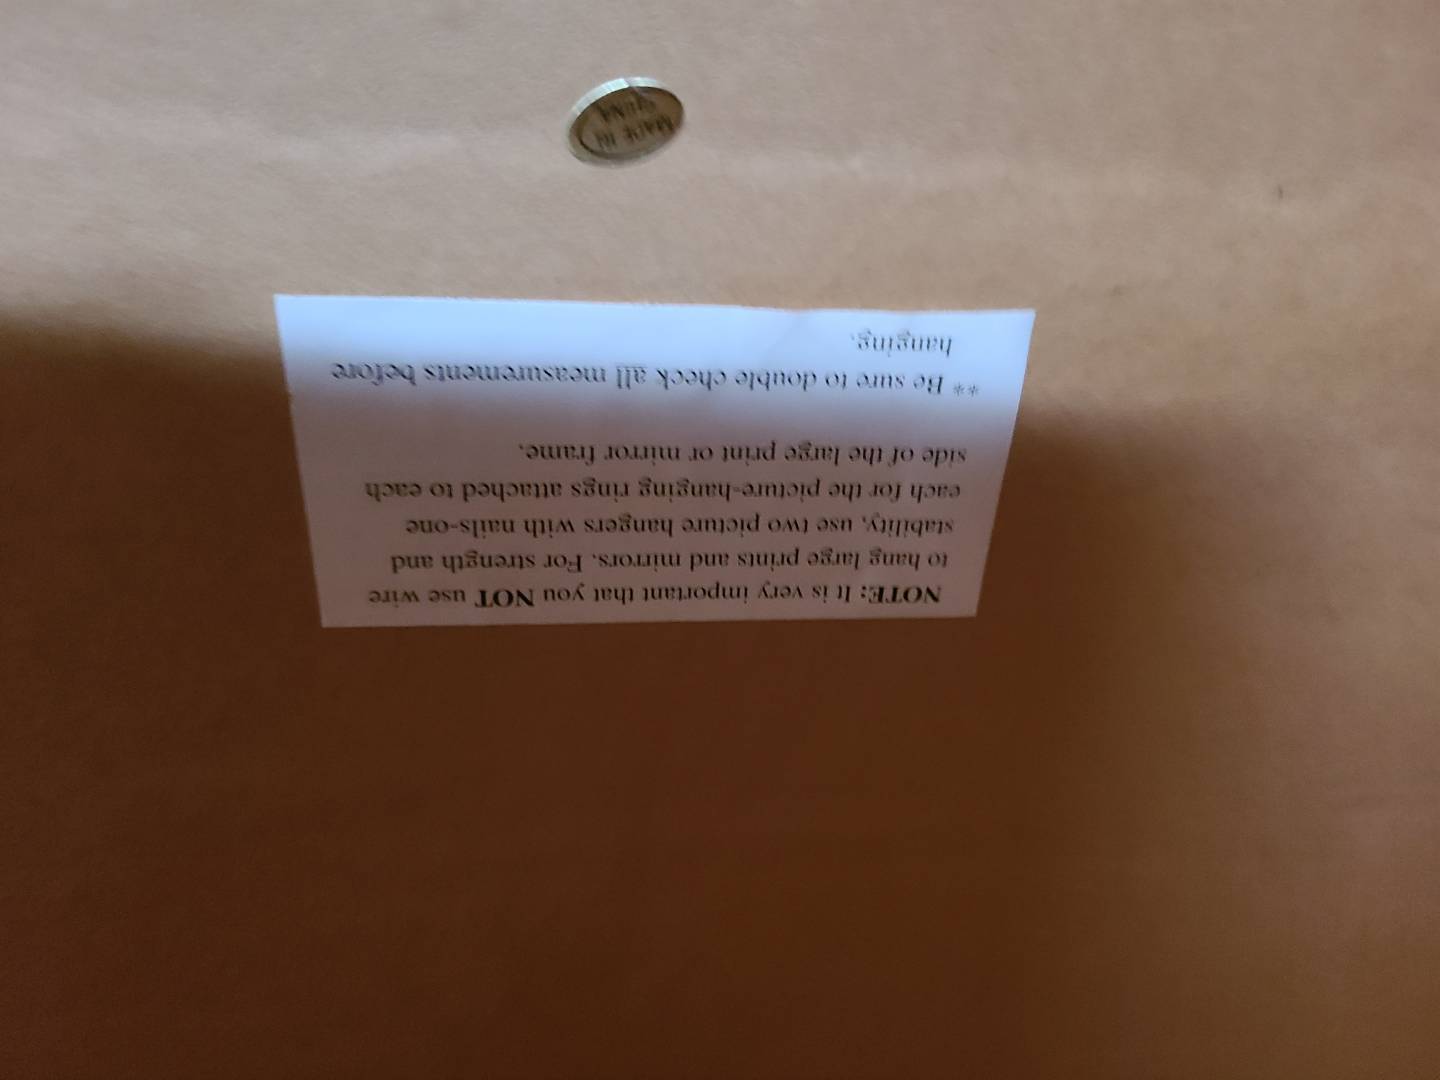 NOTE: It is very important that you NOT use wire
to hang large prints and mirrors. For strength and
stability, use two picture hangers with nails-one
each for the picture-hanging rings attached to each
side of the large print or mirror frame.
** Be sure to double check all measurements before
hanging.
MADE IN
CHINA